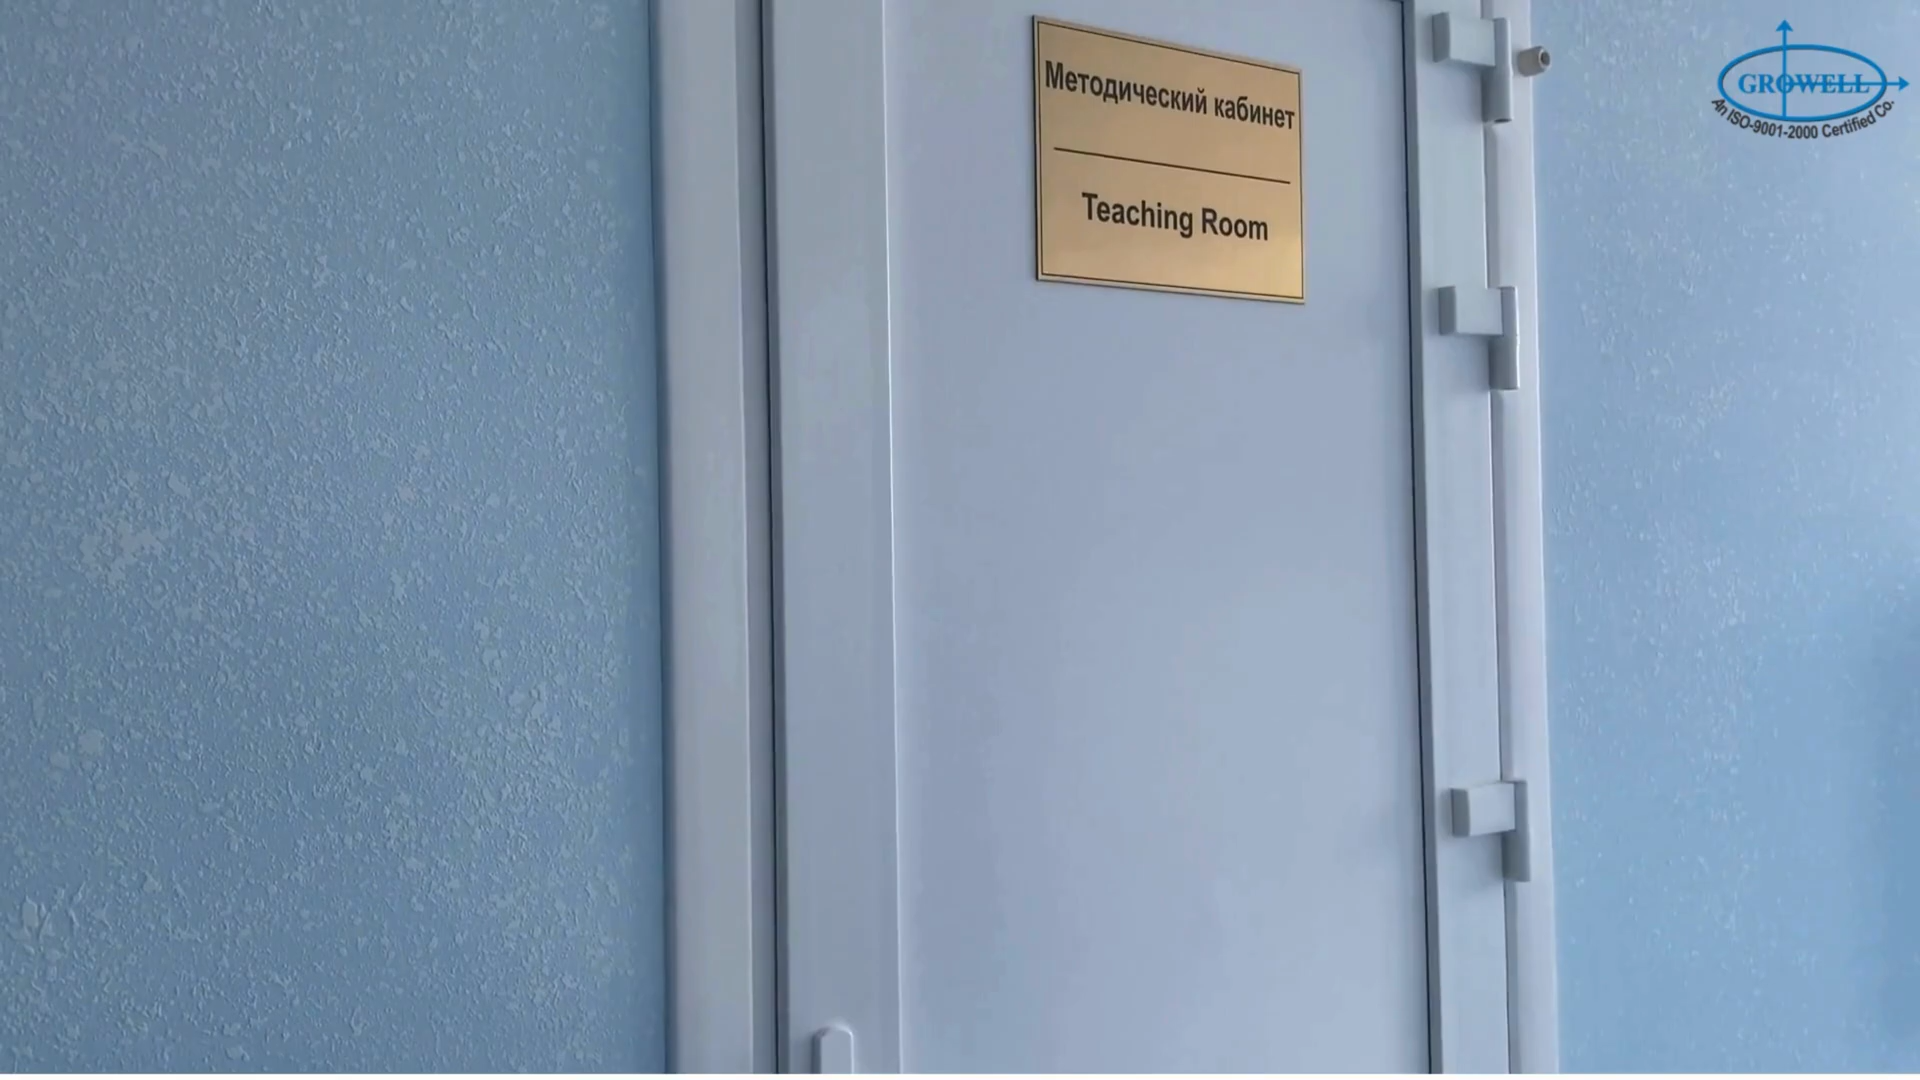 Методический кабинет
Teaching Room
GROWELL
An ISO-9001-2000 Certified Co.